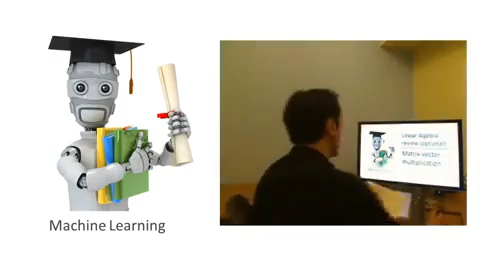 Machine Learning
Linear Algebra
review (optional)
Matrix-vector
multiplication